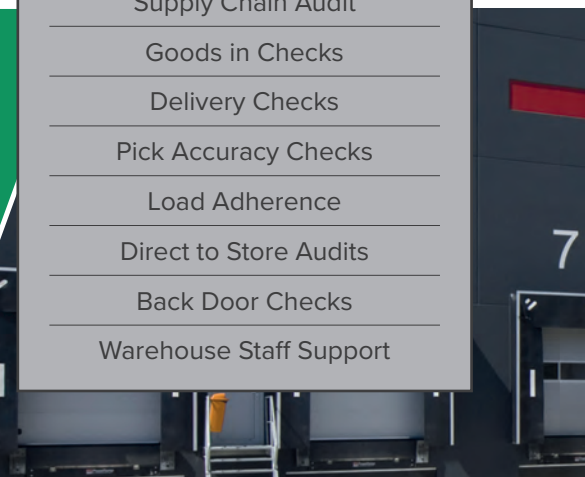 Supply Chain Audit
Goods in Checks
Delivery Checks
Pick Accuracy Checks
Load Adherence
Direct to Store Audits
Back Door Checks
Warehouse Staff Support
7